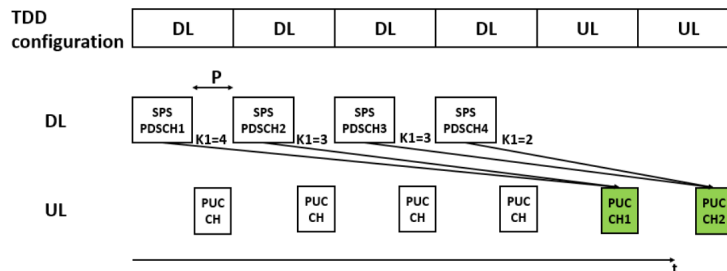 TDD
configuration
DL DL DL DL UL UL
P
DL
SPS
PDSCH1
SPS
PDSCH2
SPS
PDSCH3
SPS
PDSCH4
K1=4 K1=3 K1=3 K1=2
UL
PUC
CH
PUC
CH
PUC
CH
PUC
CH
PUC
CH1
PUC
CH2
t